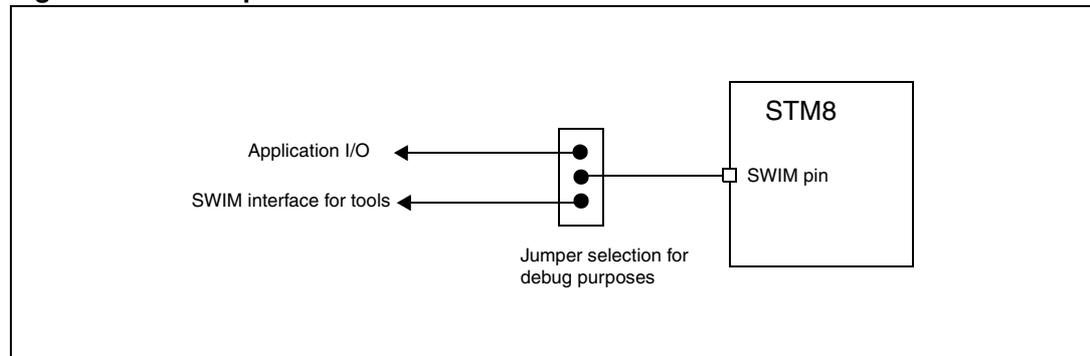 STM8
Application I/O
SWIM pin
SWIM interface for tools
Jumper selection for
debug purposes